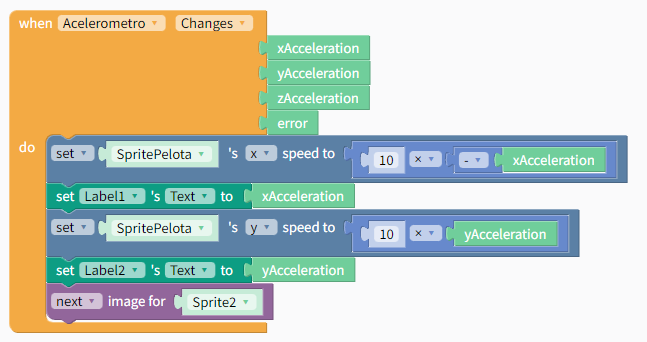 when Acelerometro Changes
xAcceleration
yAcceleration
zAcceleration
error
do
set SpritePelota 's x speed to 10 × - xAcceleration
set Label1 's Text to xAcceleration
set SpritePelota 's y speed to 10 × yAcceleration
set Label2 's Text to yAcceleration
next image for Sprite2